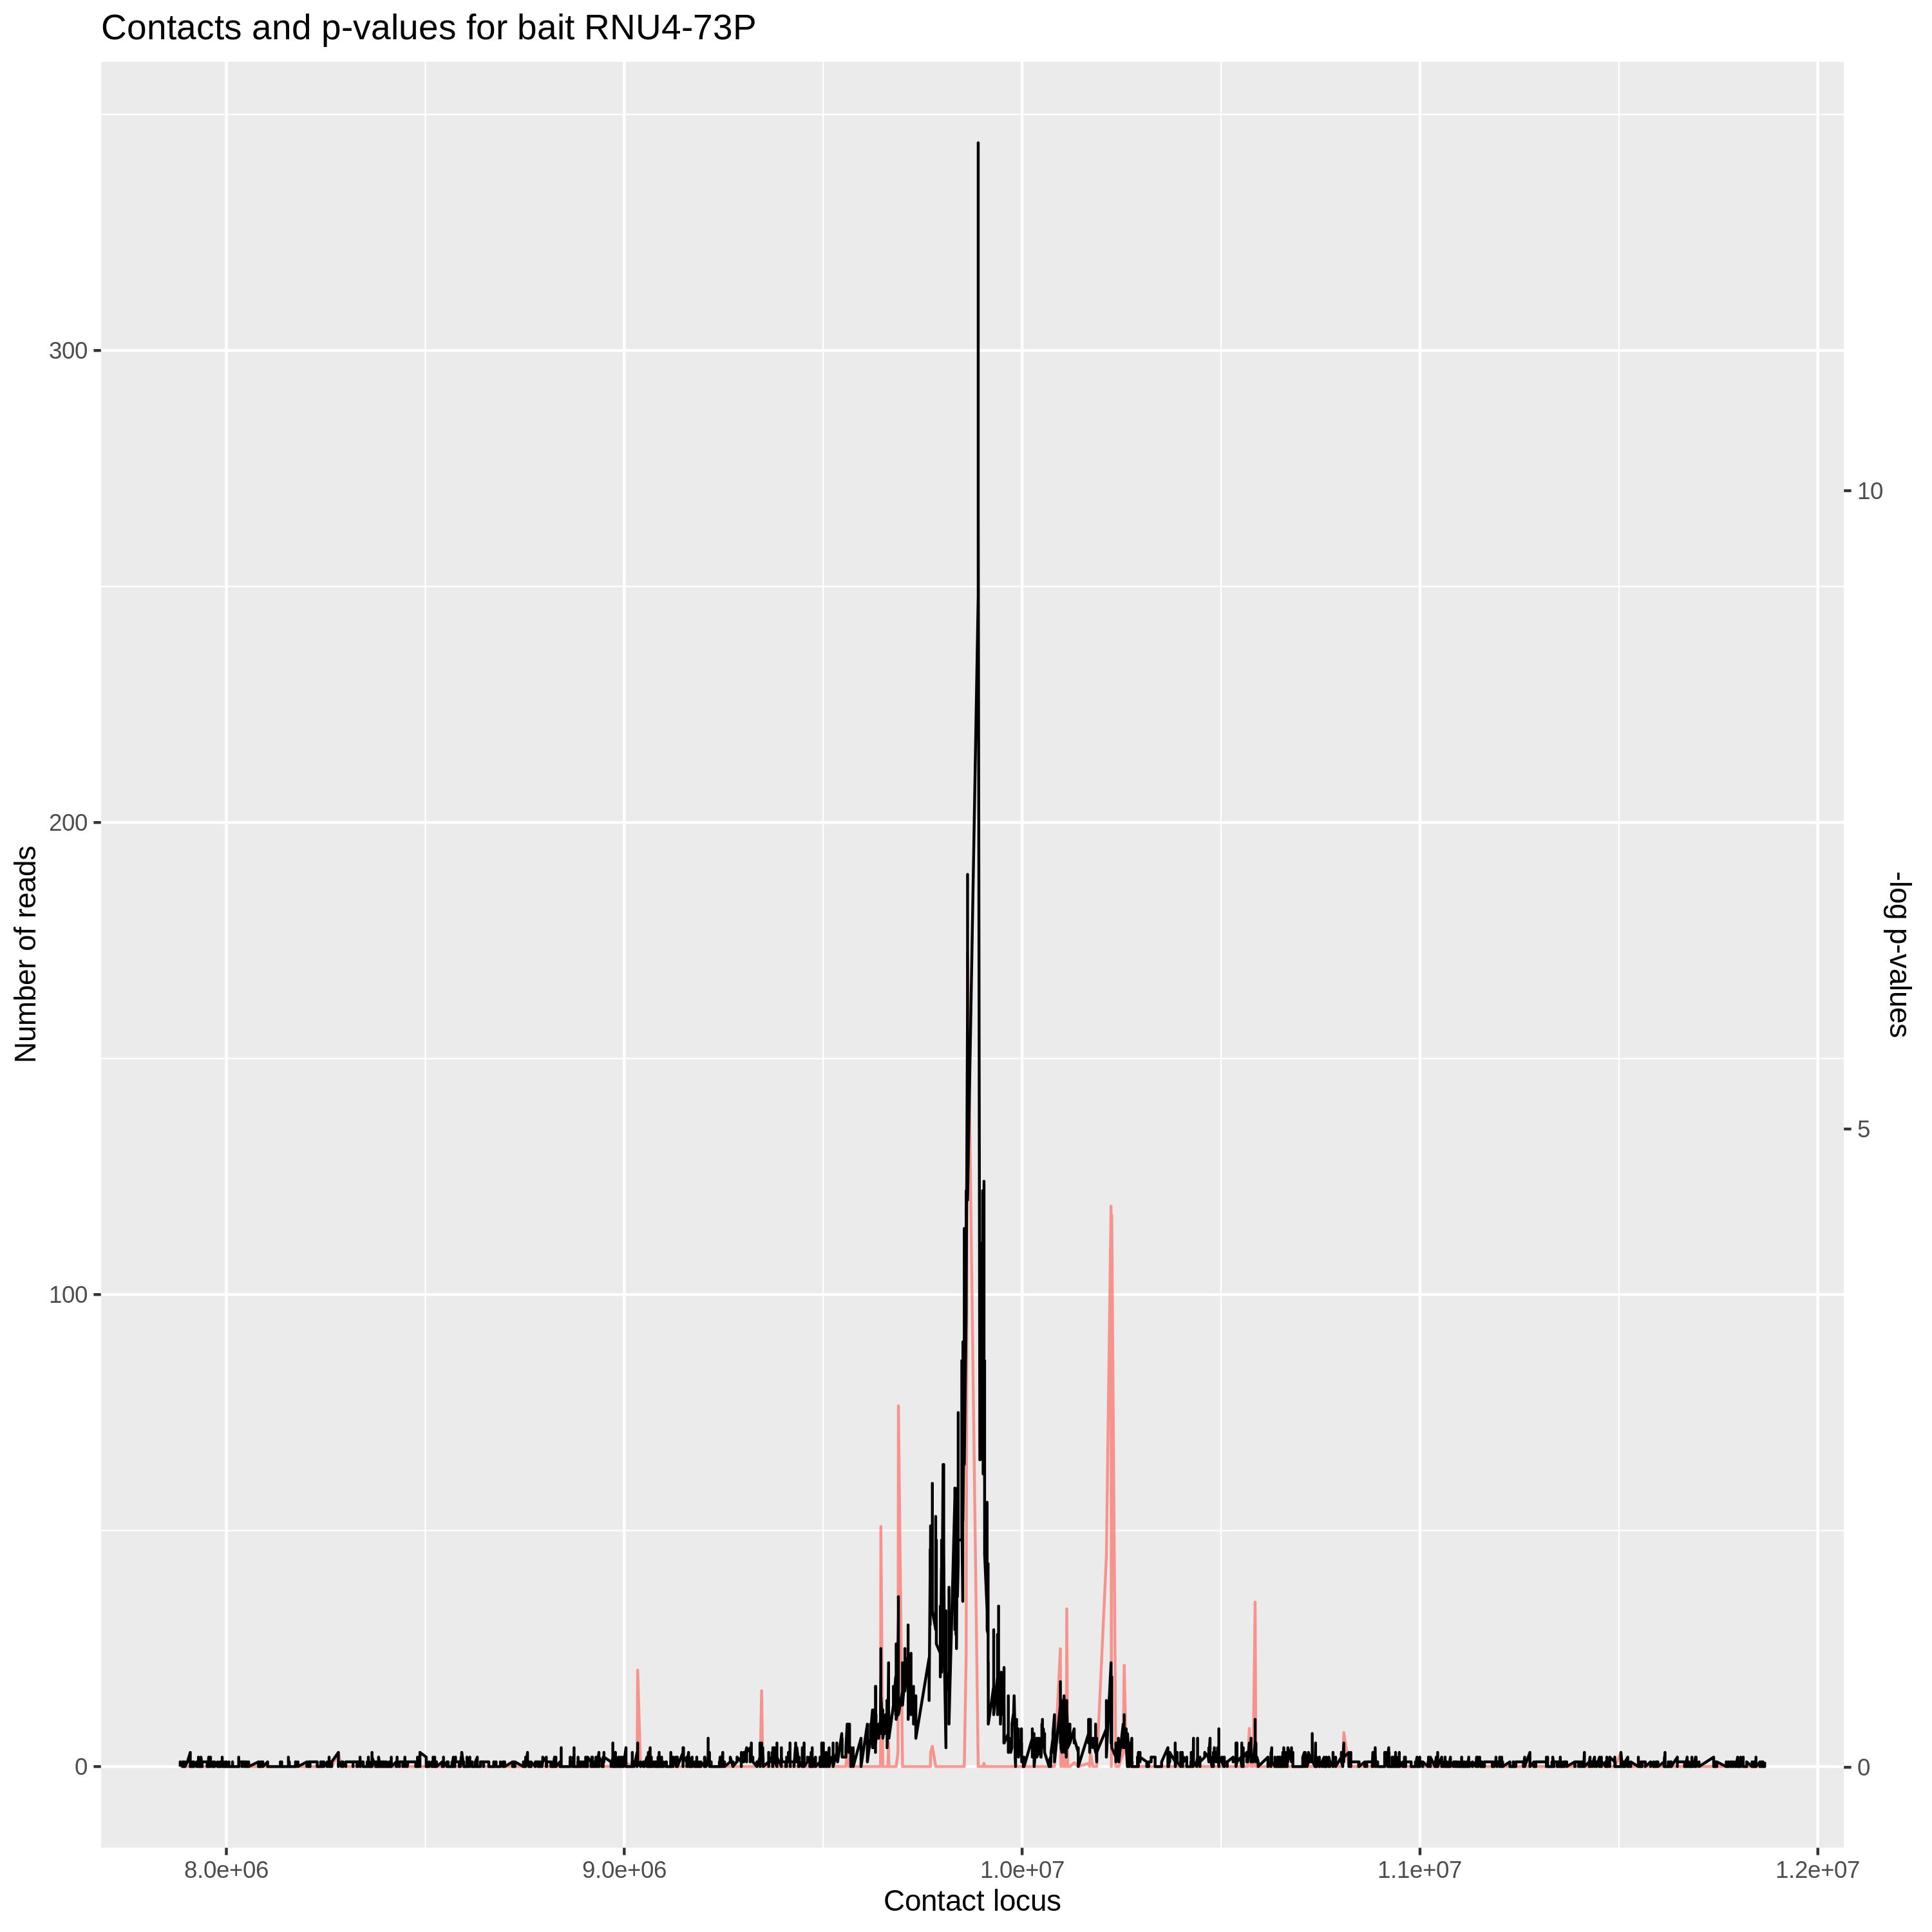 Contacts and p-values for bait RNU4-73P
300
200
100
0
Number of reads
10
5
0
-log p-values
8.0e+06
9.0e+06
1.0e+07
1.1e+07
1.2e+07
Contact locus